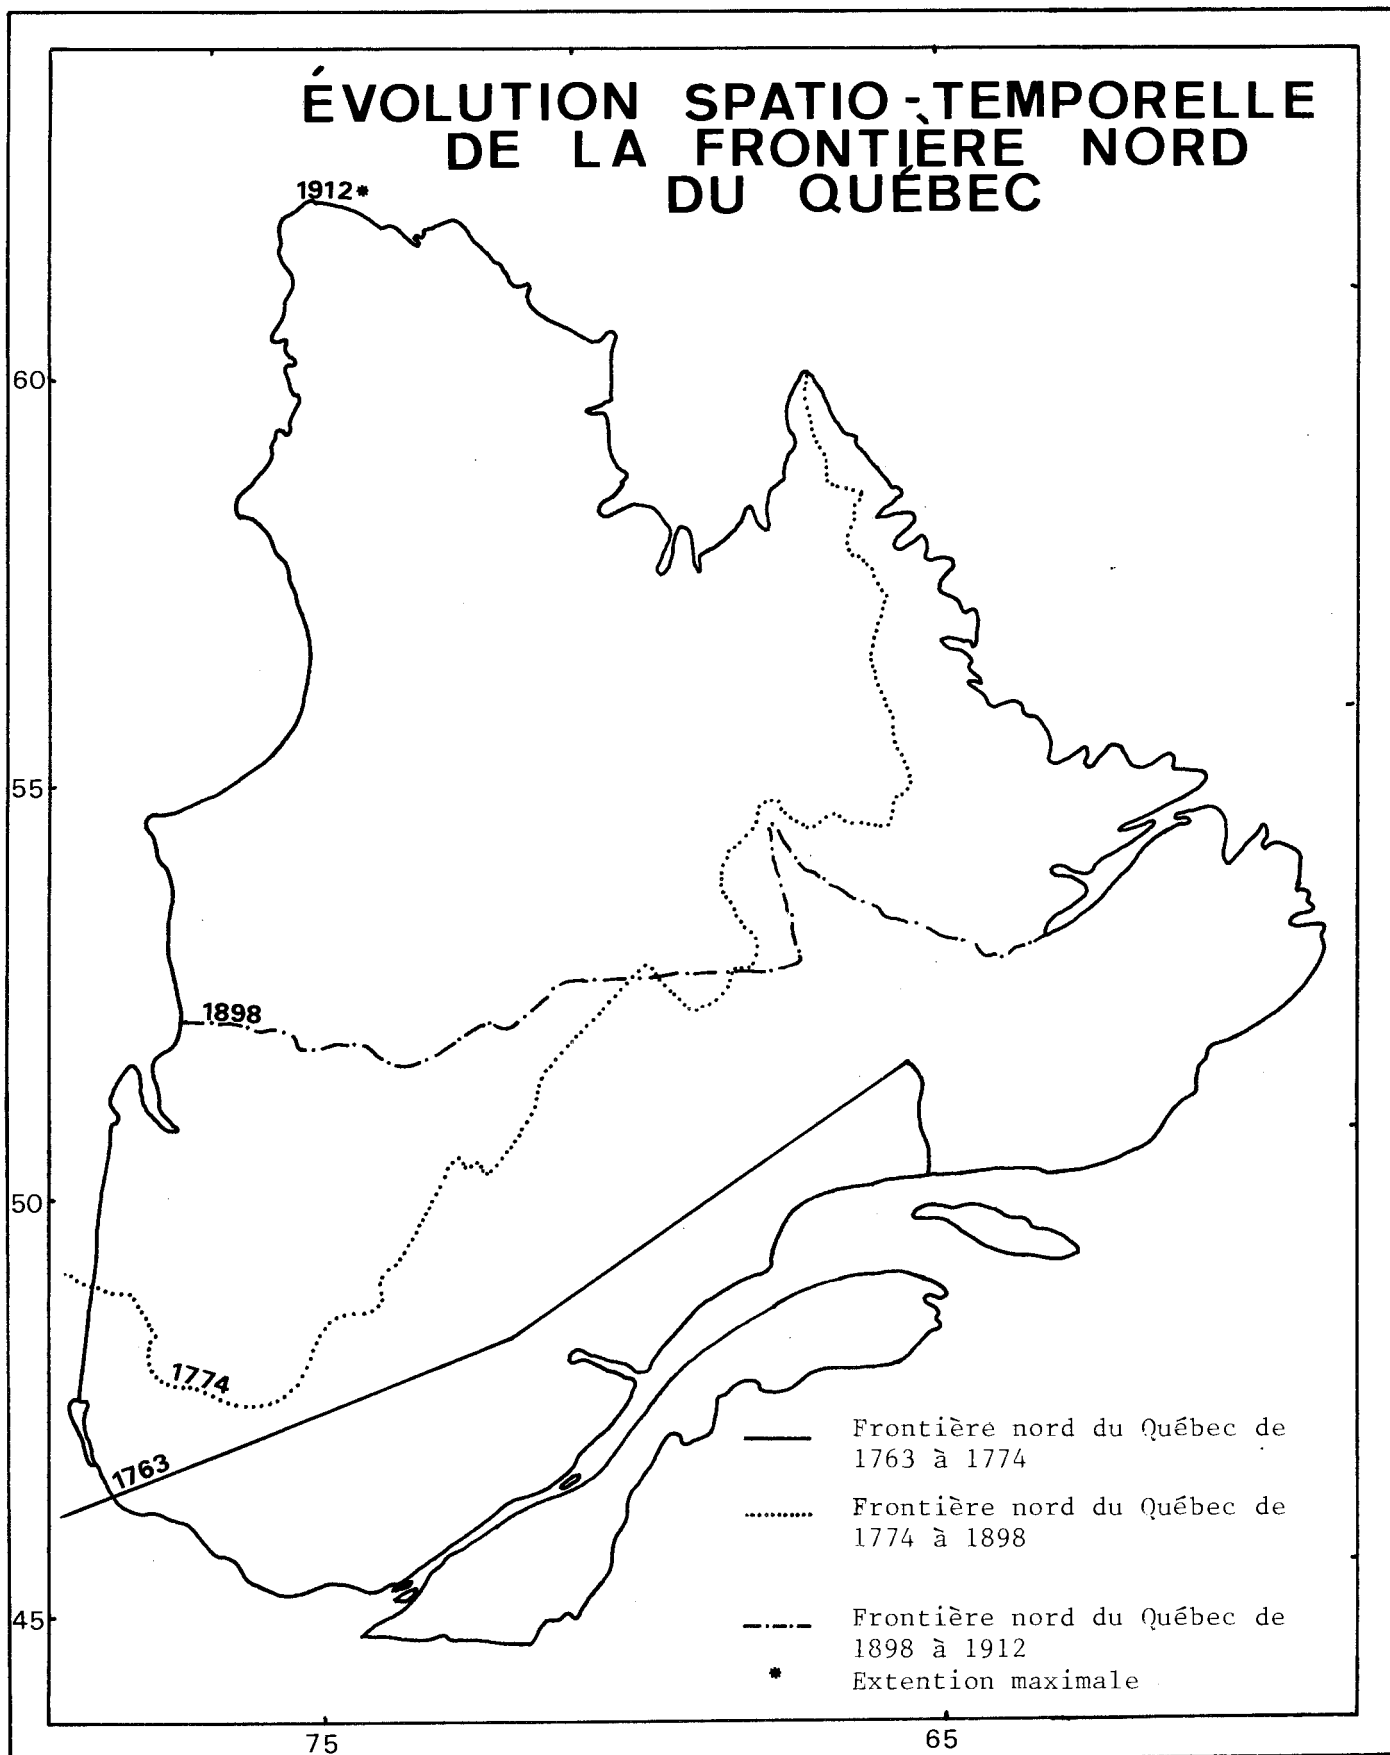 ÉVOLUTION SPATIO-TEMPORELLE
DE LA FRONTIÈRE NORD
DU QUÉBEC
1912*
60
55
1898
50
1774
1763
45
Frontière nord du Québec de
1763 à 1774
Frontière nord du Québec de
1774 à 1898
Frontière nord du Québec de
1898 à 1912
* Extention maximale
75
65